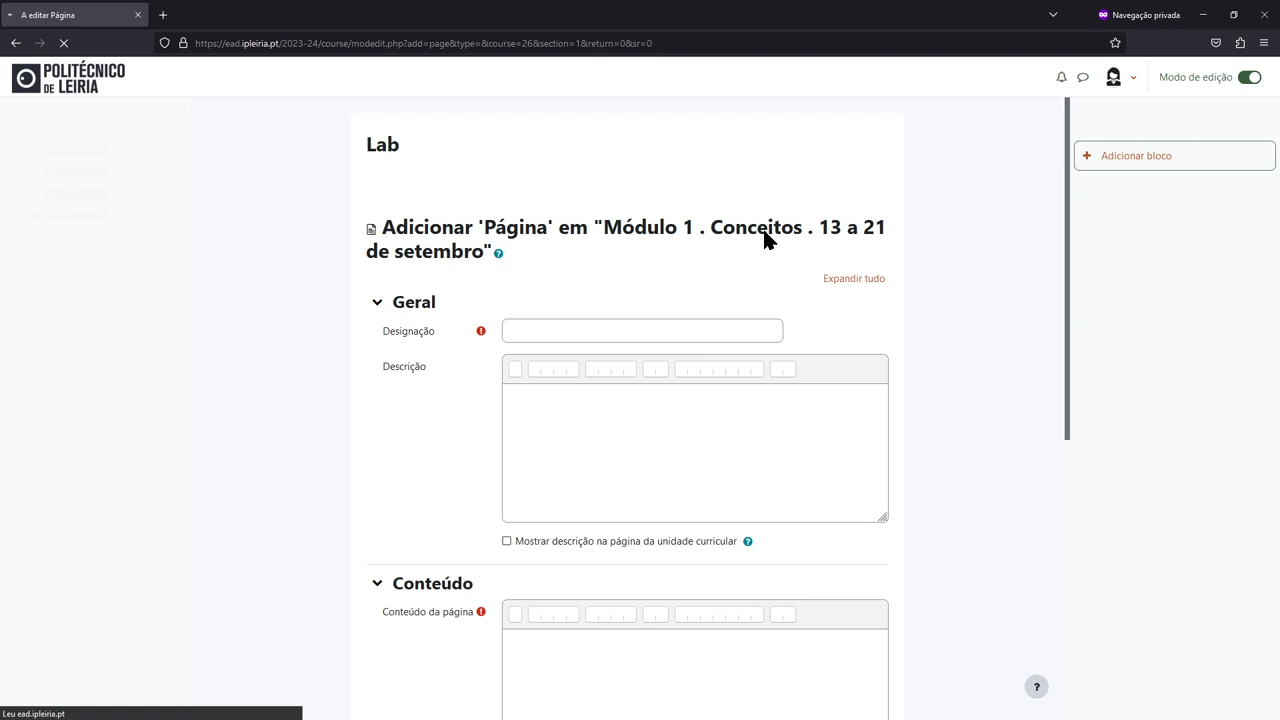 A editar Página
Navegação privada
https://ead.ipleiria.pt/2023-24/course/modedit.php?add=page&type=&course=26&section=1&return=0&sr=0
POLITÉCNICO
DE LEIRIA
Modo de edição
Lab
Adicionar bloco
Adicionar 'Página' em "Módulo 1 . Conceitos . 13 a 21
de setembro"
Expandir tudo
Geral
Designação
Descrição
Mostrar descrição na página da unidade curricular
Conteúdo
Conteúdo da página
?
Leu ead.ipleiria.pt